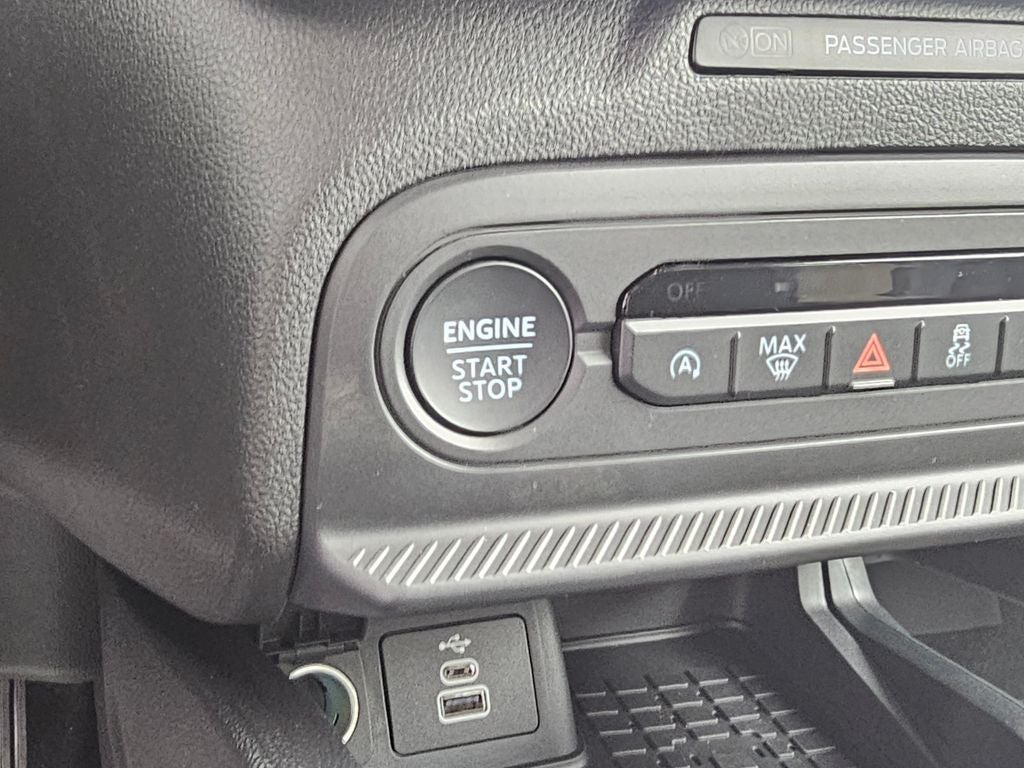 ON PASSENGER AIRBAG
OFF
ENGINE
START
STOP
A
MAX
OFF